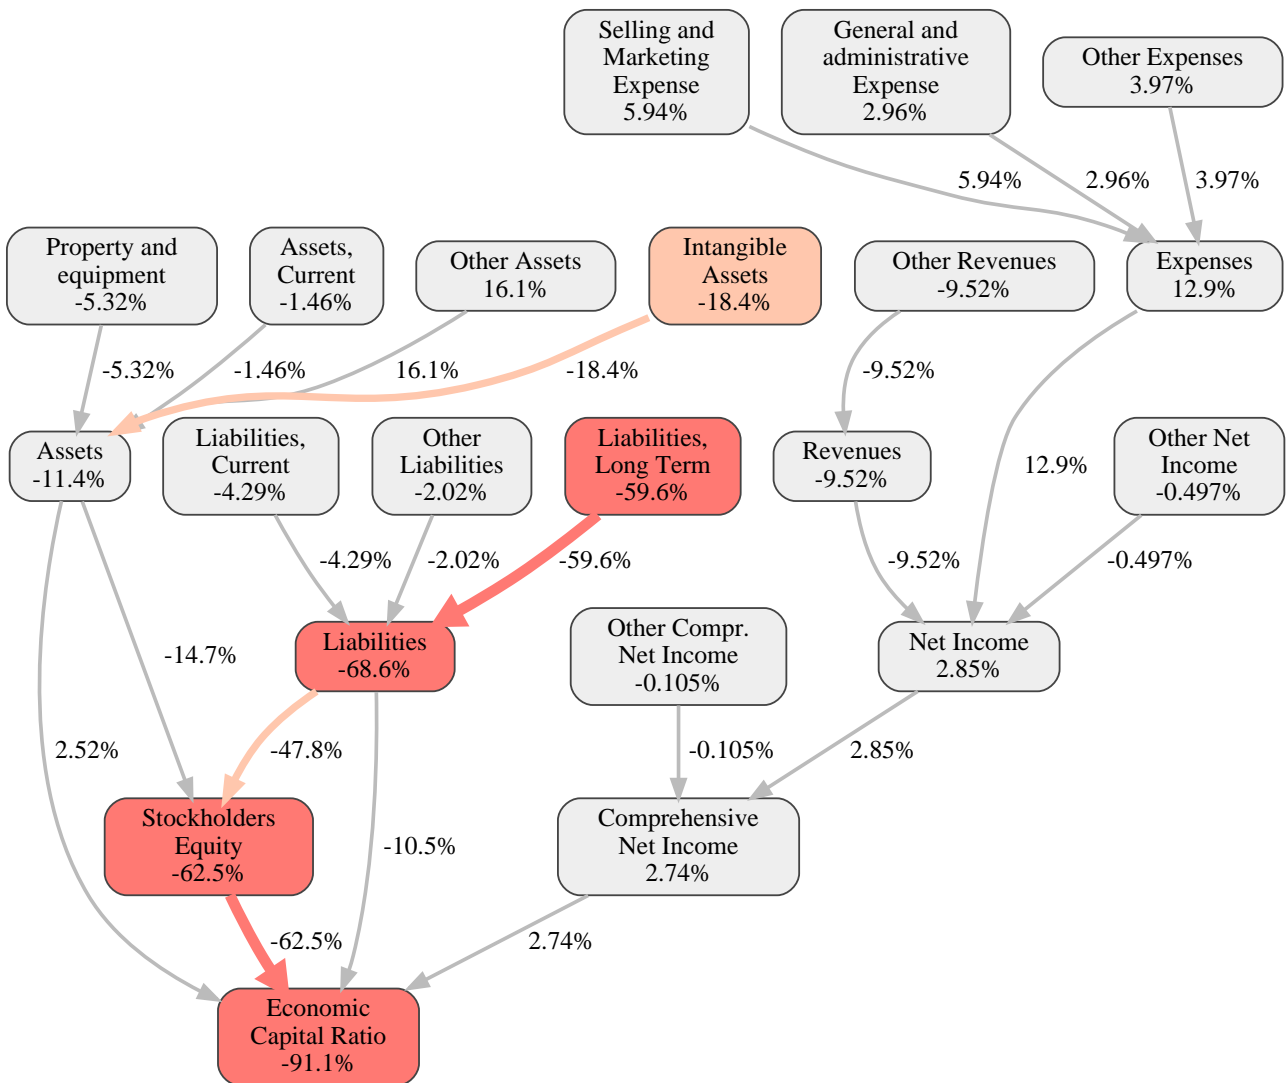 Selling and
Marketing
Expense
5.94%
General and
administrative
Expense
2.96%
Other Expenses
3.97%
5.94%
2.96%
3.97%
Property and
equipment
-5.32%
Assets,
Current
-1.46%
Other Assets
16.1%
Intangible
Assets
-18.4%
Other Revenues
-9.52%
Expenses
12.9%
-5.32%
-1.46%
16.1%
-18.4%
-9.52%
Assets
-11.4%
Liabilities,
Current
-4.29%
Other
Liabilities
-2.02%
Liabilities,
Long Term
-59.6%
Revenues
-9.52%
12.9%
Other Net
Income
-0.497%
-4.29%
-2.02%
-59.6%
-9.52%
-0.497%
Liabilities
-68.6%
Other Compr.
Net Income
-0.105%
Net Income
2.85%
-14.7%
2.52%
-47.8%
-0.105%
2.85%
Stockholders
Equity
-62.5%
-10.5%
Comprehensive
Net Income
2.74%
-62.5%
2.74%
Economic
Capital Ratio
-91.1%